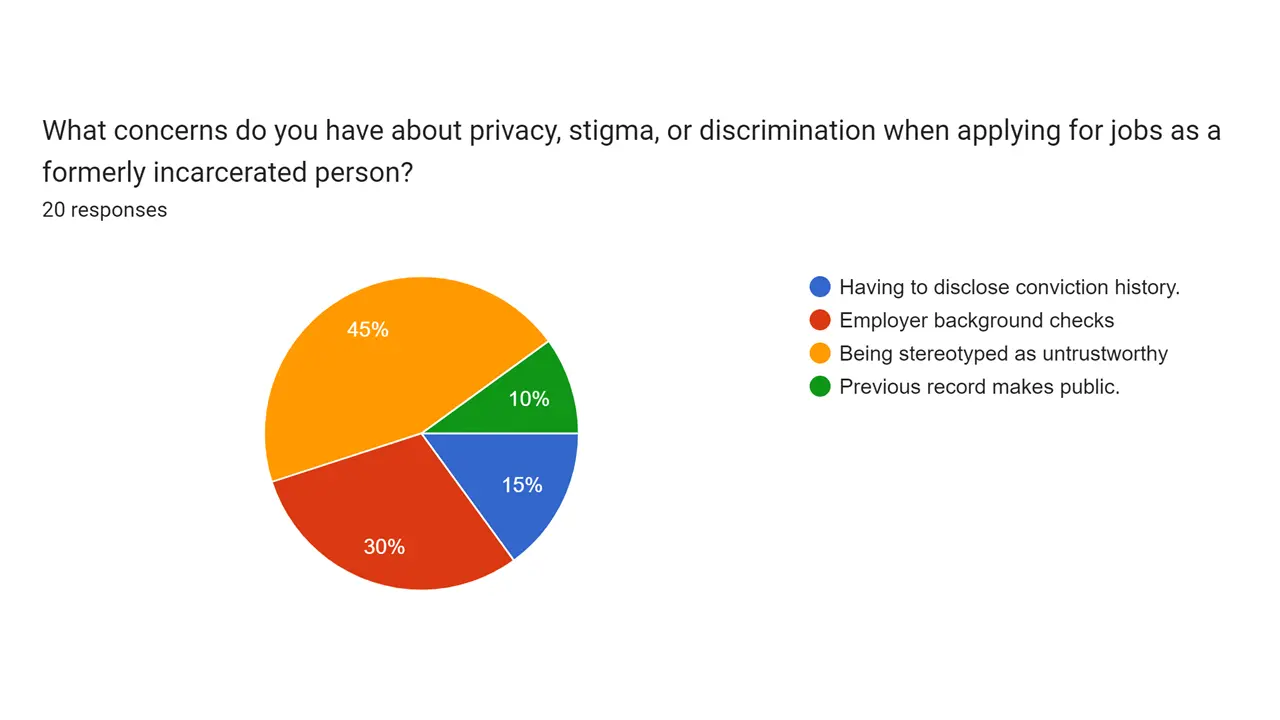 What concerns do you have about privacy, stigma, or discrimination when applying for jobs as a
formerly incarcerated person?
20 responses
45%
10%
15%
30%
Having to disclose conviction history.
Employer background checks
Being stereotyped as untrustworthy
Previous record makes public.